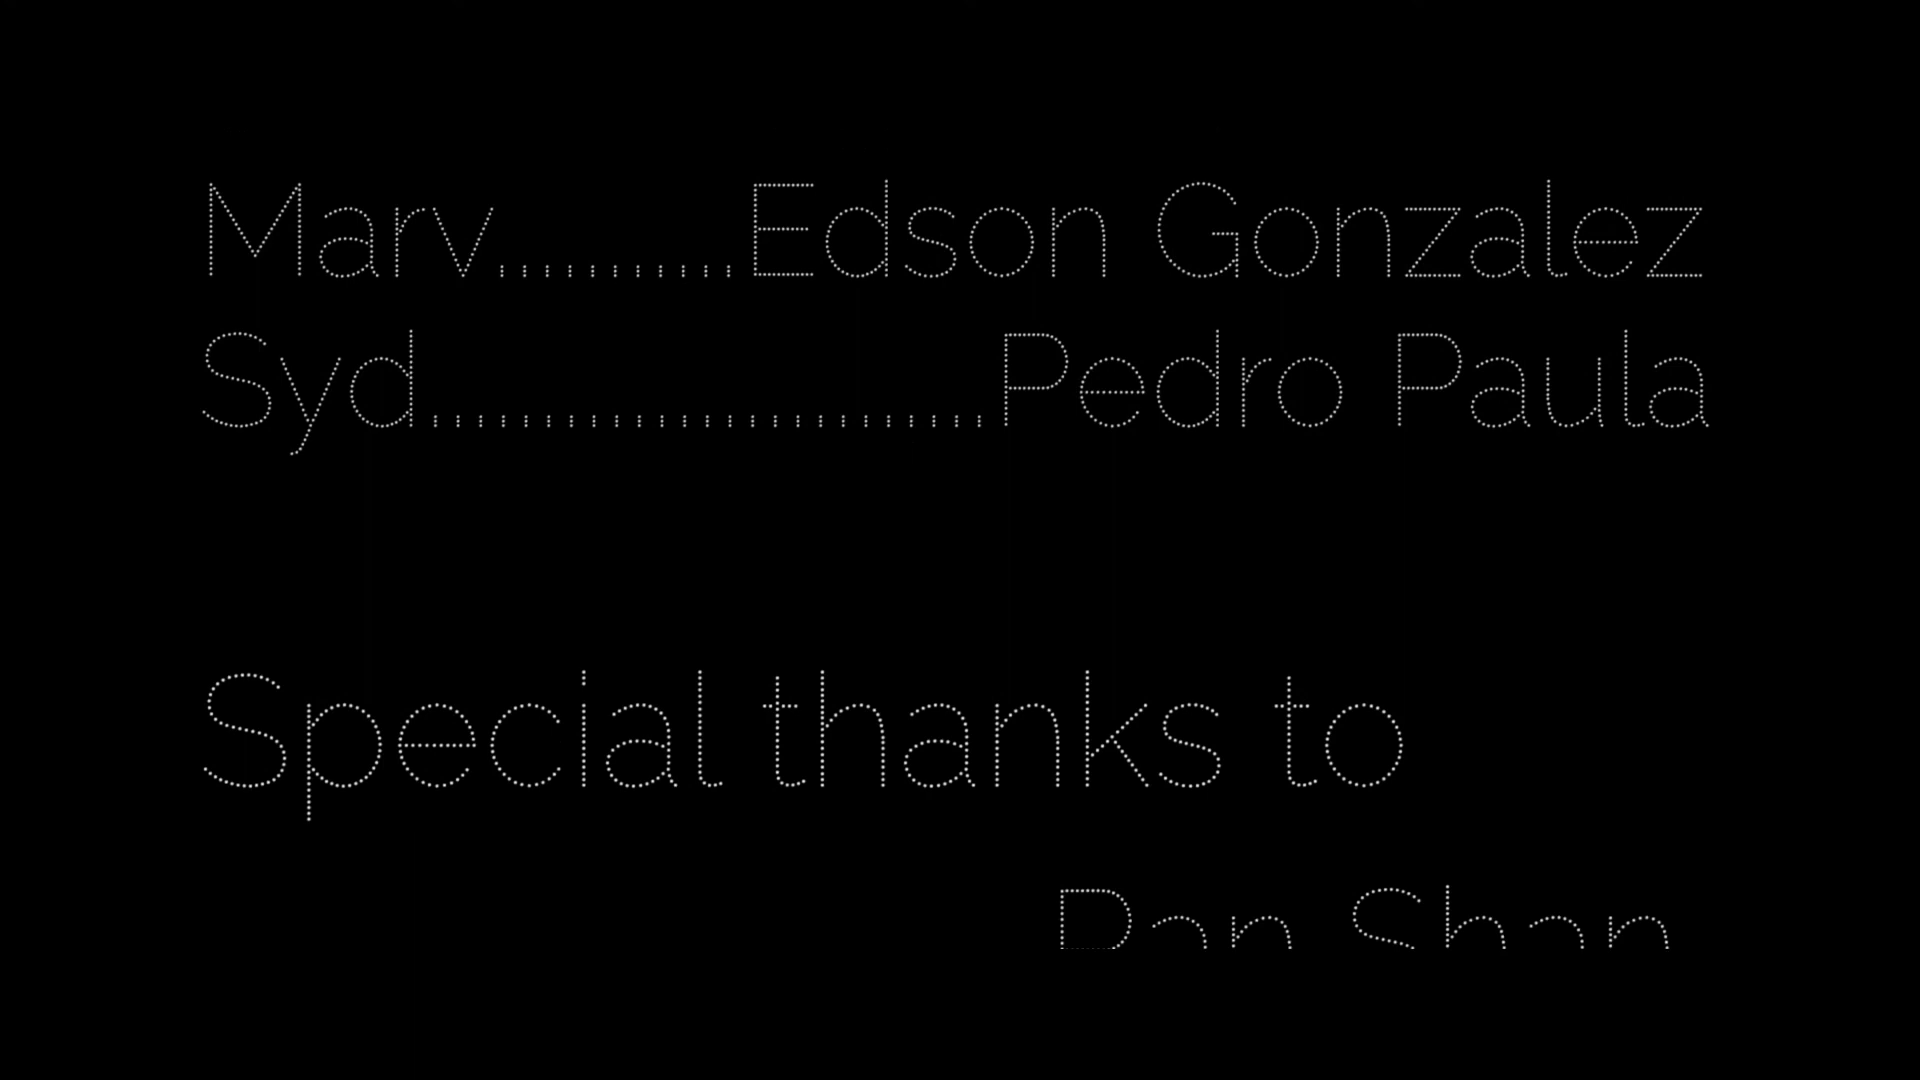 Marv...........Edson Gonzalez
Syd.........................Pedro Paula
Special thanks to